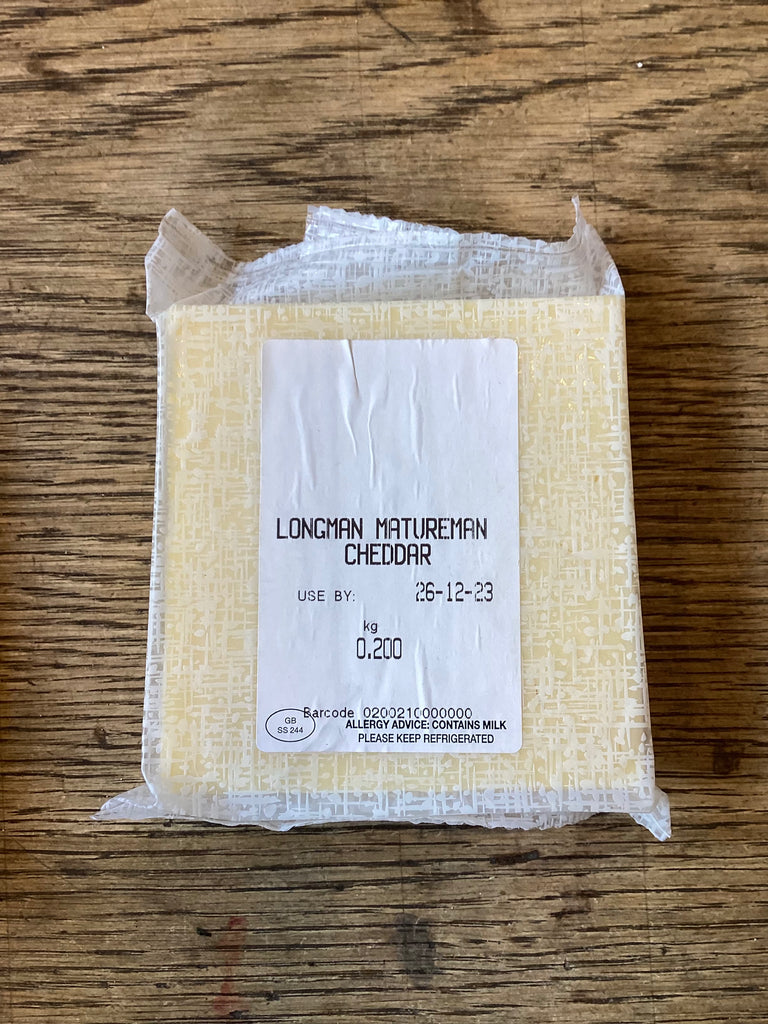 LONGMAN MATUREMAN
CHEDDAR
USE BY: 26-12-23
kg
0.200
Barcode 0200210000000
GB
SS 244
ALLERGY ADVICE: CONTAINS MILK
PLEASE KEEP REFRIGERATED